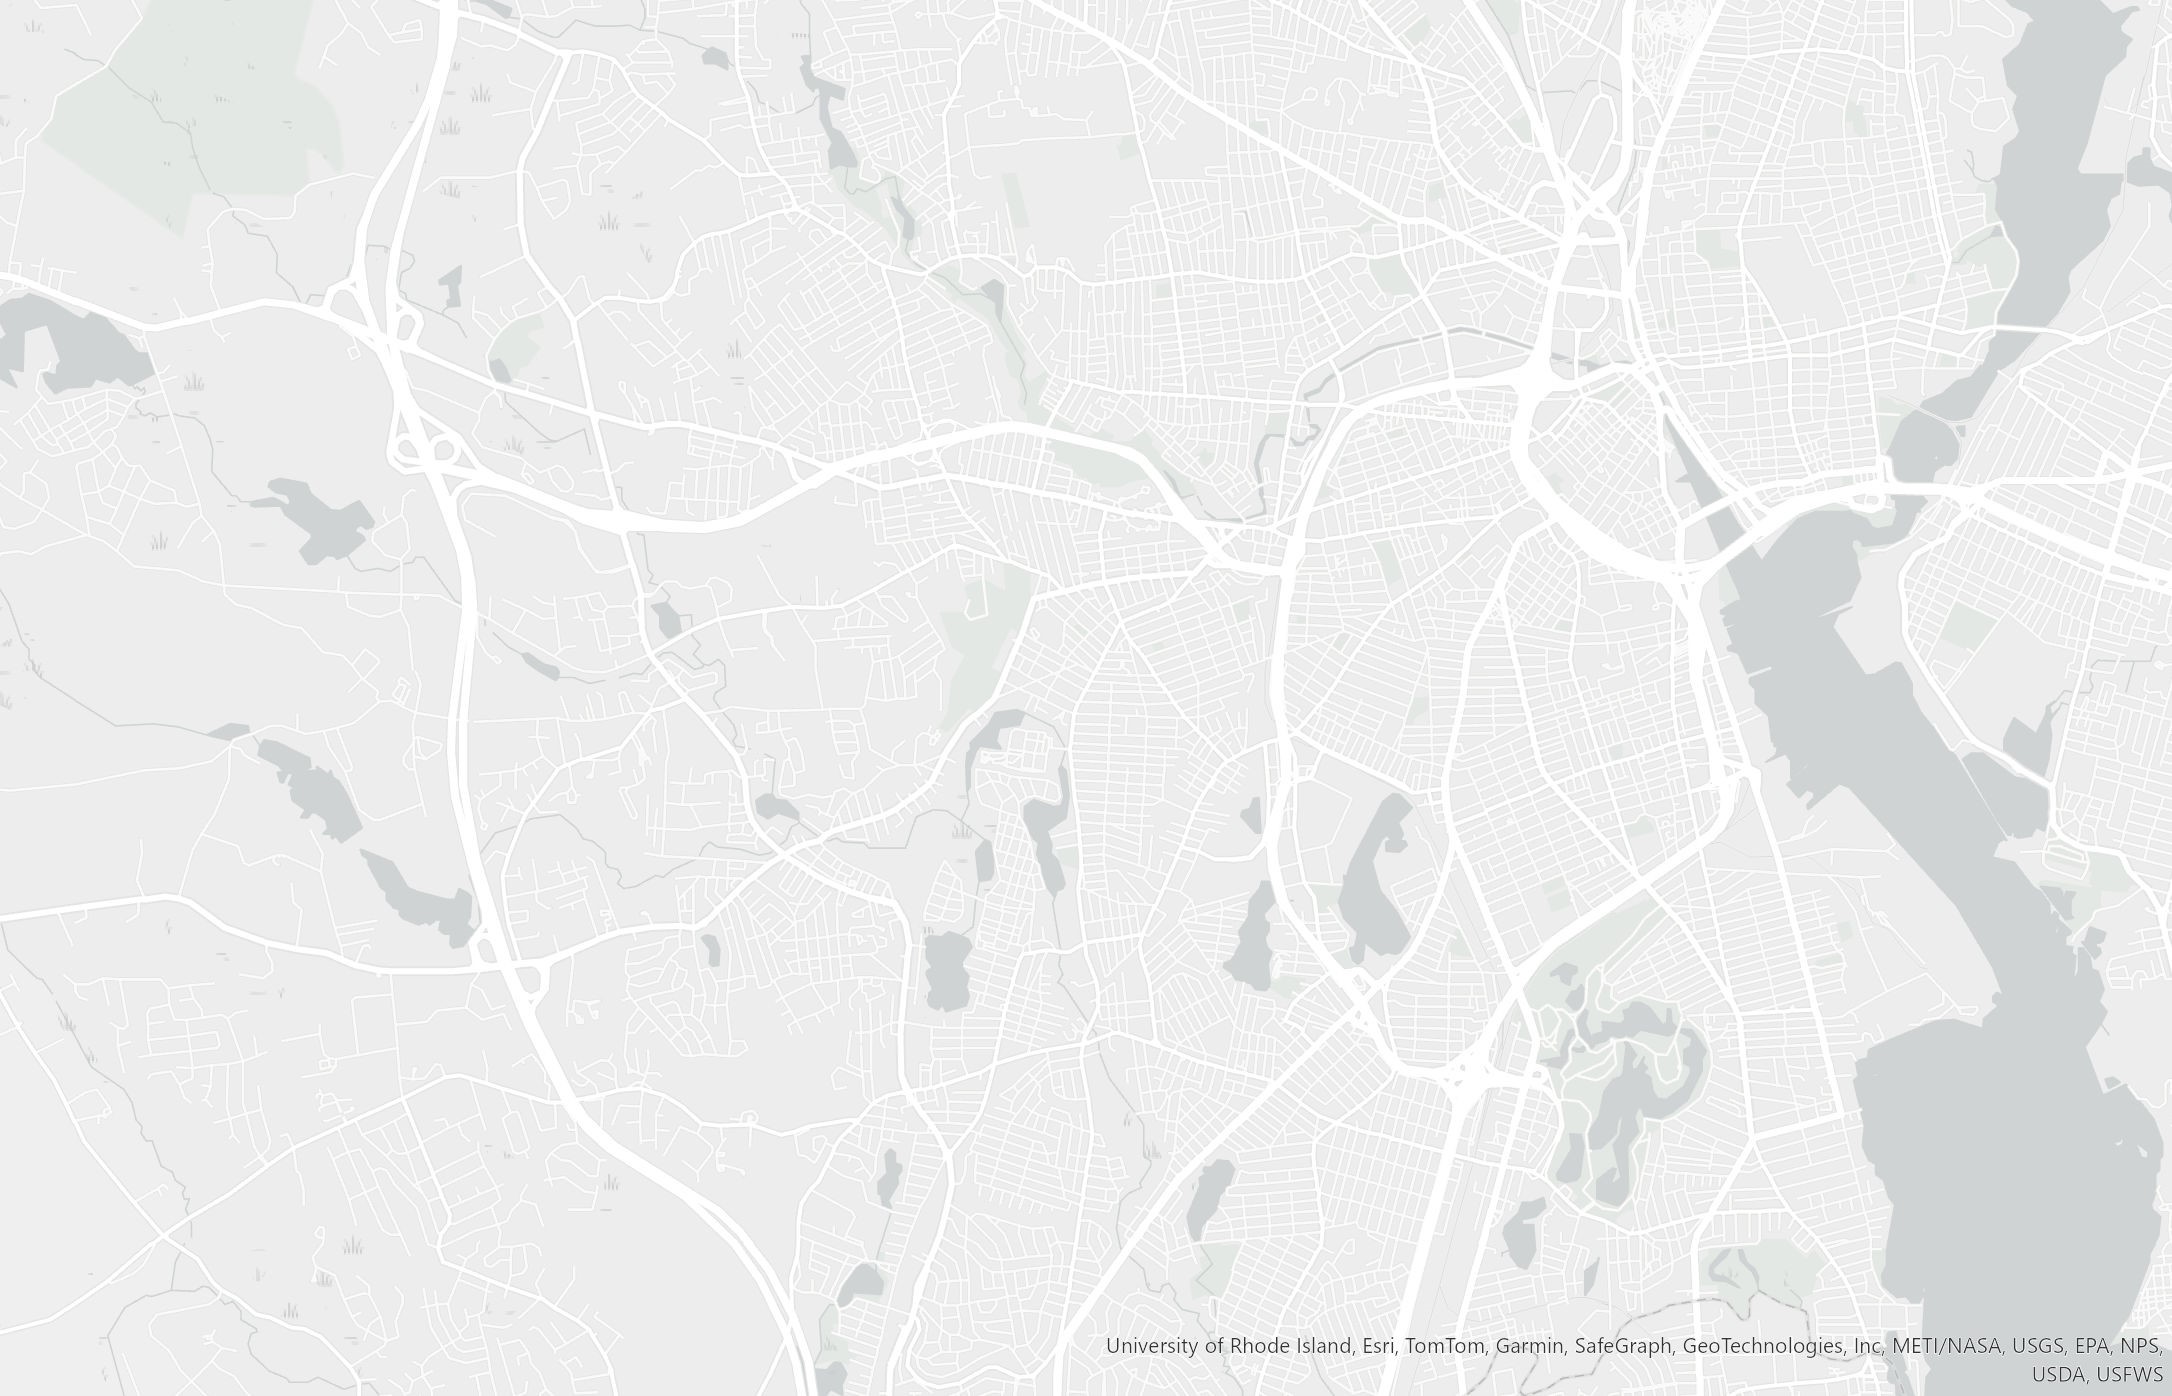 University of Rhode Island, Esri, TomTom, Garmin, SafeGraph, GeoTechnologies, Inc, METI/NASA, USGS, EPA, NPS,
USDA, USFWS